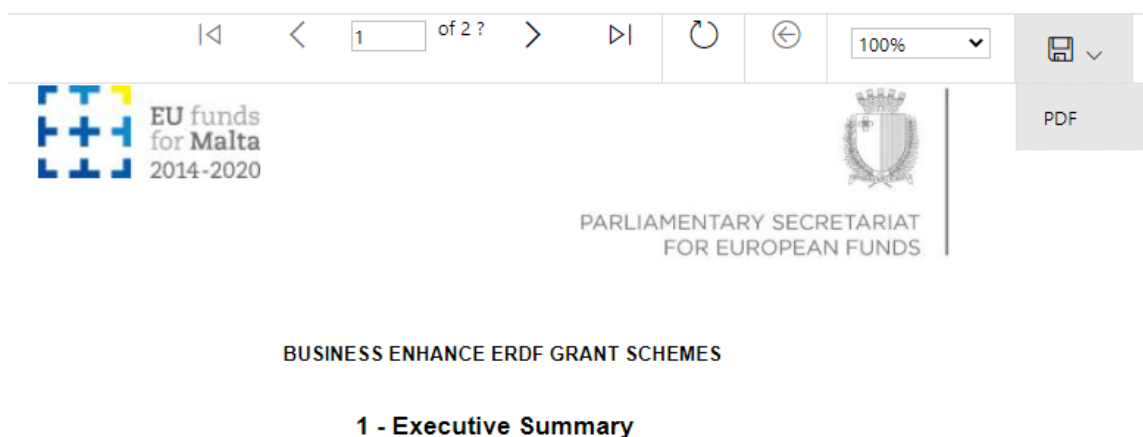 1 of 2 ? 100%
PDF
EU funds
for Malta
2014-2020
PARLIAMENTARY SECRETARIAT
FOR EUROPEAN FUNDS
BUSINESS ENHANCE ERDF GRANT SCHEMES
1 - Executive Summary